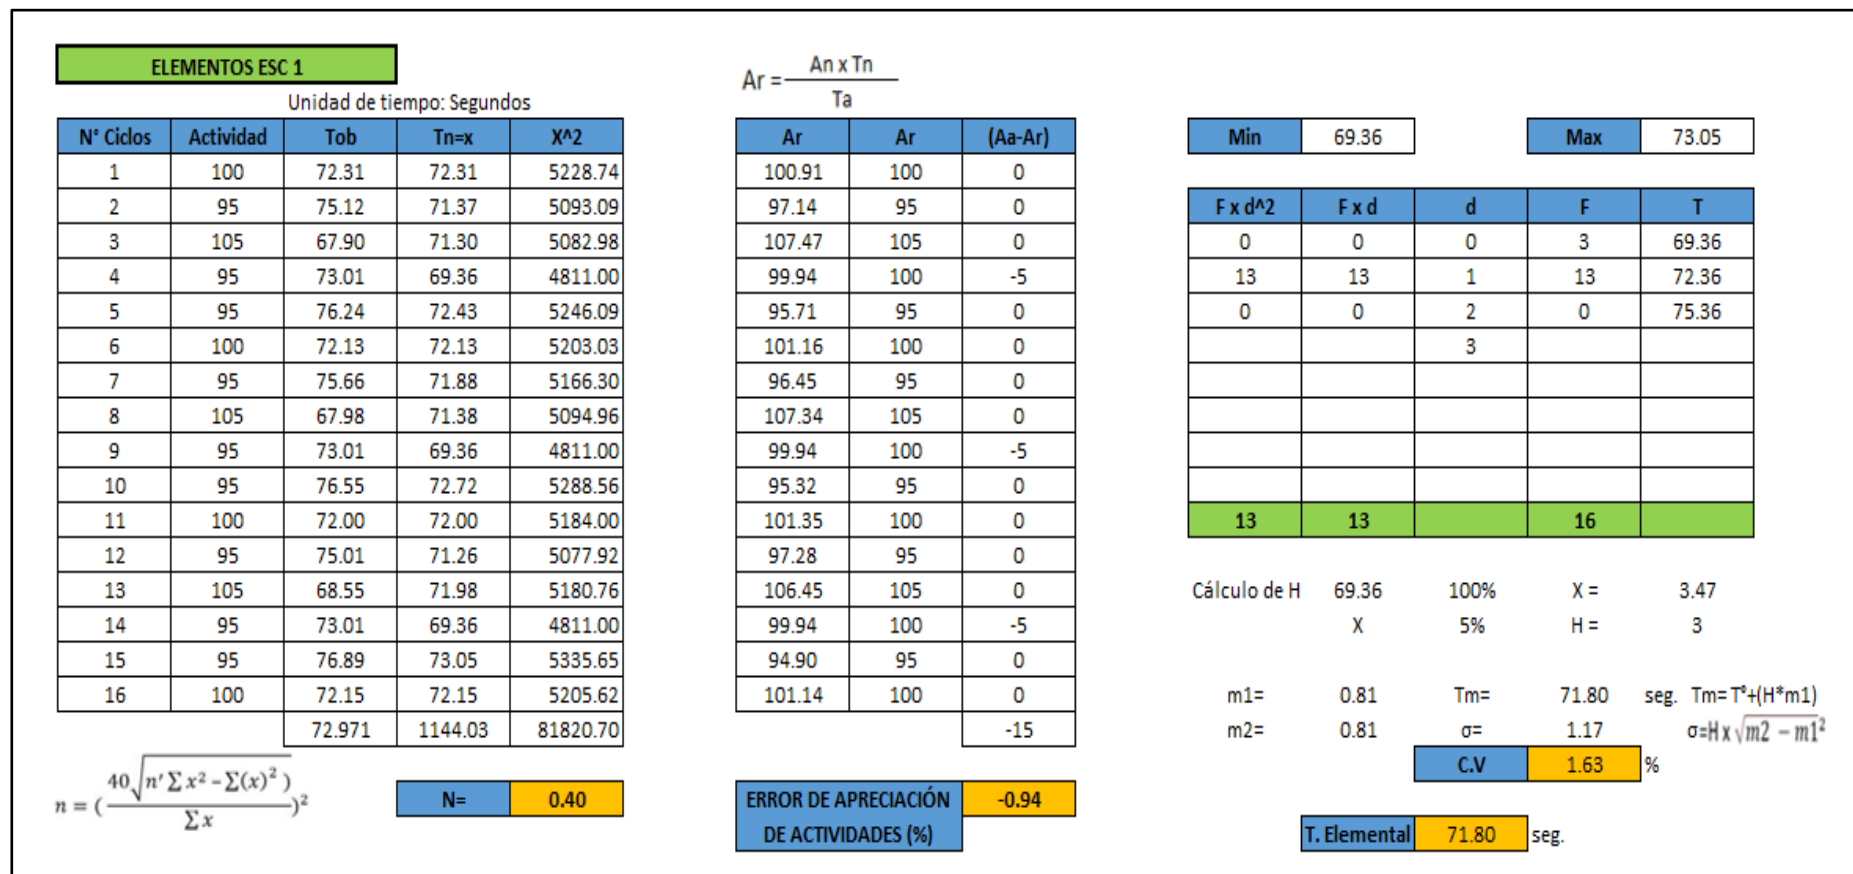 ELEMENTOS ESC 1
Unidad de tiempo: Segundos
N° Ciclos Actividad Tob Tn=x X^2
1 100 72.31 72.31 5228.74
2 95 75.12 71.37 5093.09
3 105 67.90 71.30 5082.98
4 95 73.01 69.36 4811.00
5 95 76.24 72.43 5246.09
6 100 72.13 72.13 5203.03
7 95 75.66 71.88 5166.30
8 105 67.98 71.38 5094.96
9 95 73.01 69.36 4811.00
10 95 76.55 72.72 5288.56
11 100 72.00 72.00 5184.00
12 95 75.01 71.26 5077.92
13 105 68.55 71.98 5180.76
14 95 73.01 69.36 4811.00
15 95 76.89 73.05 5335.65
16 100 72.15 72.15 5205.62
72.971 1144.03 81820.70
n = (40√(n′ ∑ x² − ∑(x)² ) / ∑ x)²
N= 0.40
Ar = An x Tn / Ta
Ar Ar (Aa-Ar)
100.91 100 0
97.14 95 0
107.47 105 0
99.94 100 -5
95.71 95 0
101.16 100 0
96.45 95 0
107.34 105 0
99.94 100 -5
95.32 95 0
101.35 100 0
97.28 95 0
106.45 105 0
99.94 100 -5
94.90 95 0
101.14 100 0
-15
ERROR DE APRECIACIÓN -0.94
DE ACTIVIDADES (%)
Min 69.36 Max 73.05
F x d^2 F x d d F T
0 0 0 3 69.36
13 13 1 13 72.36
0 0 2 0 75.36
3
13 13 16
Cálculo de H 69.36 100% X = 3.47
X 5% H = 3
m1= 0.81 Tm= 71.80 seg. Tm= T°+(H*m1)
m2= 0.81 σ= 1.17 σ=H x √m2 − m1²
C.V 1.63 %
T. Elemental 71.80 seg.